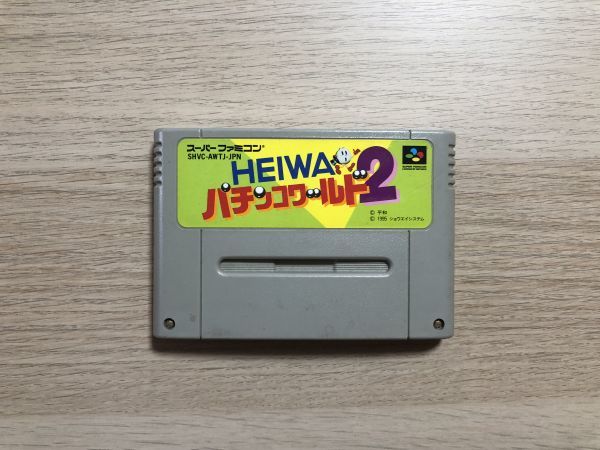 スーパーファミコン
SHVC-AWTJ-JPN
HEIWA
パチンコワールド2
© 平和
© 1995 ショウエイシステム